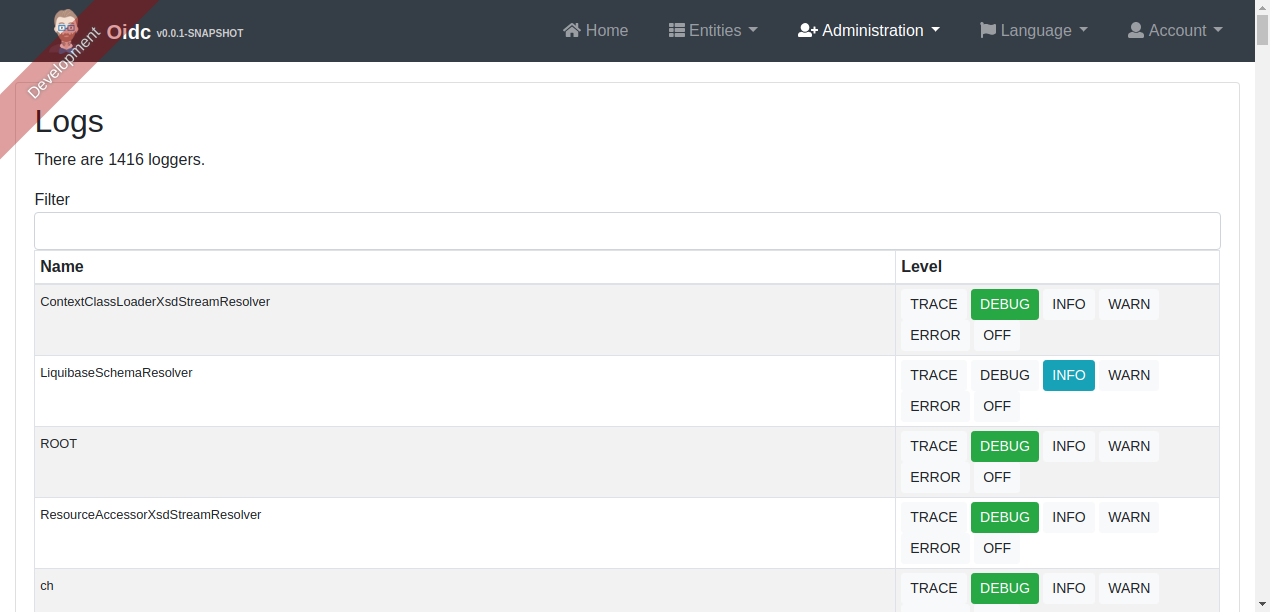 Oidc v0.0.1-SNAPSHOT Home Entities Administration Language Account
Development
Logs
There are 1416 loggers.
Filter
Name Level
ContextClassLoaderXsdStreamResolver TRACE DEBUG INFO WARN
ERROR OFF
LiquibaseSchemaResolver TRACE DEBUG INFO WARN
ERROR OFF
ROOT TRACE DEBUG INFO WARN
ERROR OFF
ResourceAccessorXsdStreamResolver TRACE DEBUG INFO WARN
ERROR OFF
ch TRACE DEBUG INFO WARN